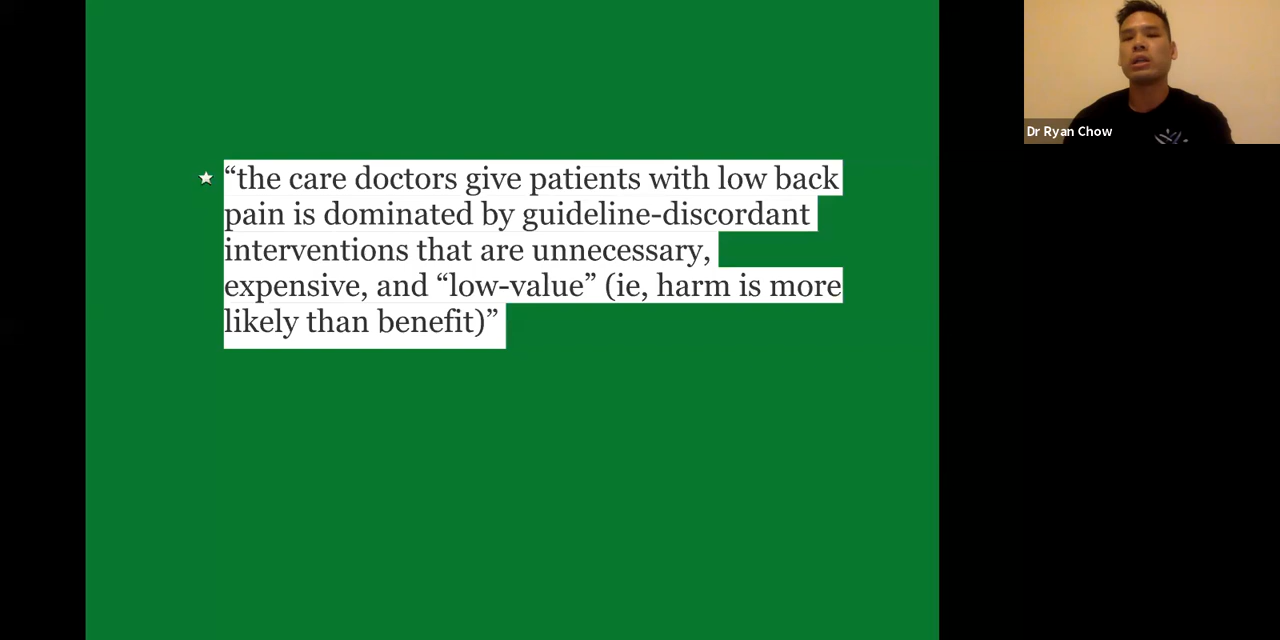 “the care doctors give patients with low back
pain is dominated by guideline-discordant
interventions that are unnecessary,
expensive, and “low-value” (ie, harm is more
likely than benefit)”
Dr Ryan Chow